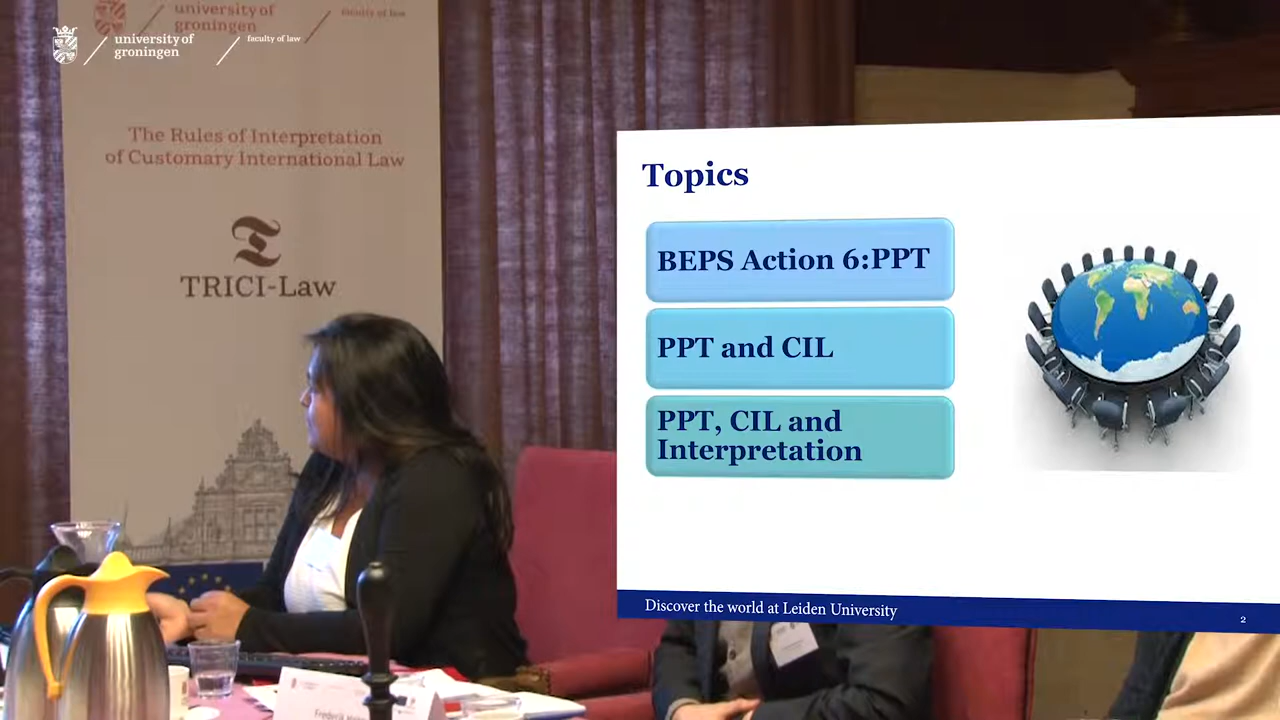 university of
groningen
faculty of law
university of
groningen
faculty of law
The Rules of Interpretation
of Customary International Law
TRICI-Law
Topics
BEPS Action 6:PPT
PPT and CIL
PPT, CIL and
Interpretation
Discover the world at Leiden University
2
Frederik